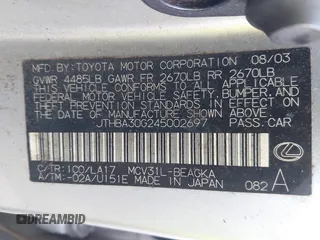 MFD. BY: TOYOTA MOTOR CORPORATION 08/03
GVWR 4485LB GAWR FR 2670LB RR 2670LB
THIS VEHICLE CONFORMS TO ALL APPLICABLE
FEDERAL MOTOR VEHICLE SAFETY, BUMPER, AND
THEFT PREVENTION STANDARDS IN EFFECT ON
THE DATE OF MANUFACTURE SHOWN ABOVE.
JTHBA30G245002697 PASS. CAR
C/TR: 1C0/LA17 MCV31L-BEAGKA
A/TM: -02A/U151E MADE IN JAPAN 082 A